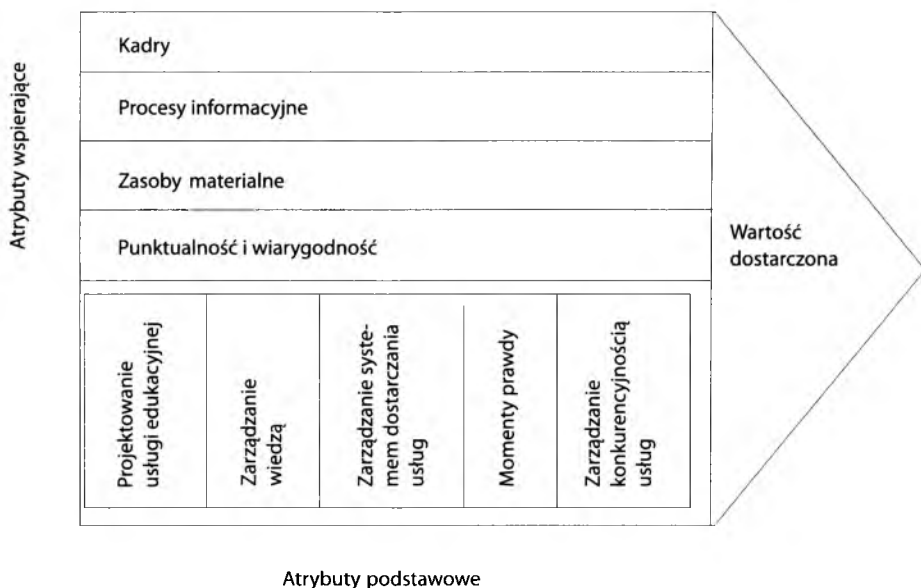 Atrybuty wspierające
Kadry
Procesy informacyjne
Zasoby materialne
Punktualność i wiarygodność
Wartość
dostarczona
Projektowanie
usługi edukacyjnej
Zarządzanie
wiedzą
Zarządzanie syste-
mem dostarczania
usług
Momenty prawdy
Zarządzanie
konkurencyjnością
usług
Atrybuty podstawowe